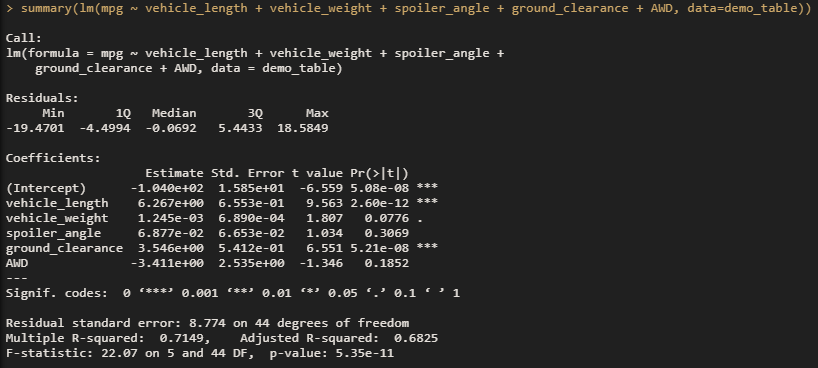 > summary(lm(mpg ~ vehicle_length + vehicle_weight + spoiler_angle + ground_clearance + AWD, data=demo_table))
Call:
lm(formula = mpg ~ vehicle_length + vehicle_weight + spoiler_angle +
    ground_clearance + AWD, data = demo_table)
Residuals:
     Min       1Q   Median       3Q      Max
-19.4701  -4.4994  -0.0692   5.4433  18.5849
Coefficients:
                   Estimate Std. Error t value Pr(>|t|)
(Intercept)      -1.040e+02  1.585e+01  -6.559 5.08e-08 ***
vehicle_length    6.267e+00  6.553e-01   9.563 2.60e-12 ***
vehicle_weight    1.245e-03  6.890e-04   1.807   0.0776 .
spoiler_angle     6.877e-02  6.653e-02   1.034   0.3069
ground_clearance  3.546e+00  5.412e-01   6.551 5.21e-08 ***
AWD              -3.411e+00  2.535e+00  -1.346   0.1852
---
Signif. codes:  0 ‘***’ 0.001 ‘**’ 0.01 ‘*’ 0.05 ‘.’ 0.1 ‘ ’ 1
Residual standard error: 8.774 on 44 degrees of freedom
Multiple R-squared:  0.7149,    Adjusted R-squared:  0.6825
F-statistic: 22.07 on 5 and 44 DF,  p-value: 5.35e-11